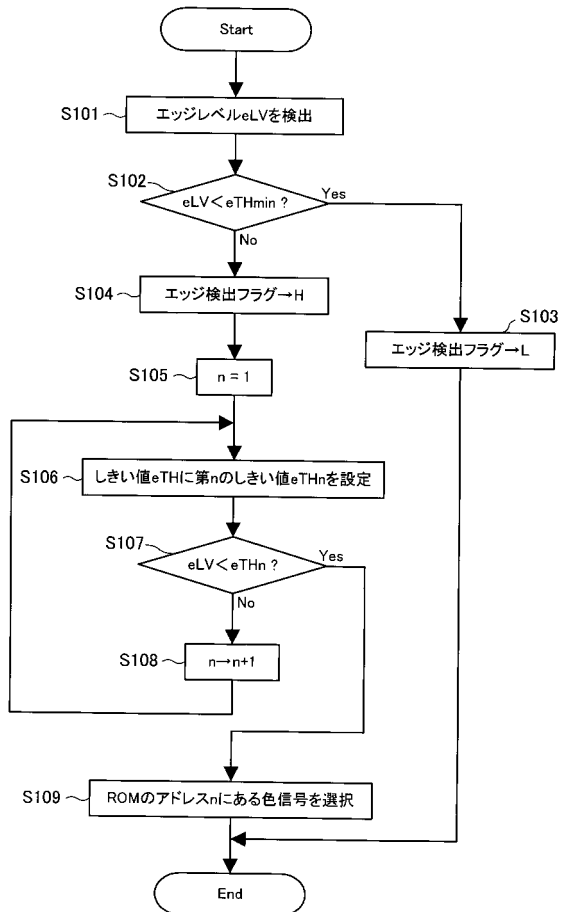 Start
S101
エッジレベルeLVを検出
S102
eLV＜eTHmin ?
Yes
No
S104
エッジ検出フラグ→H
S103
エッジ検出フラグ→L
S105
n = 1
S106
しきい値eTHに第nのしきい値eTHnを設定
S107
eLV＜eTHn ?
Yes
No
S108
n→n+1
S109
ROMのアドレスnにある色信号を選択
End